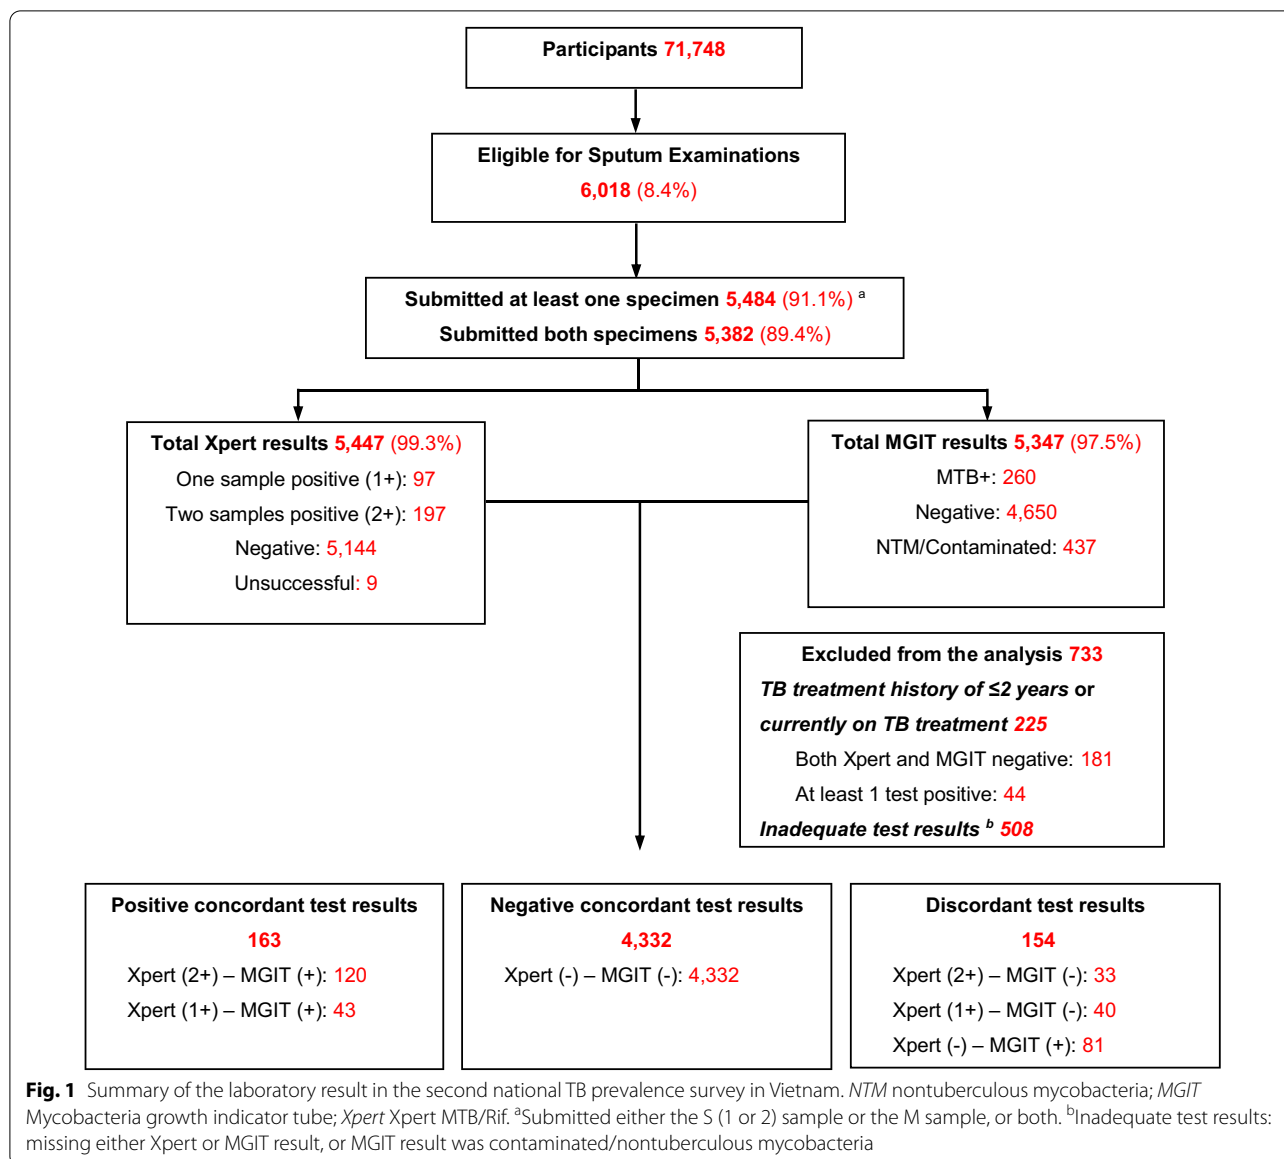 Participants 71,748
Eligible for Sputum Examinations
6,018 (8.4%)
Submitted at least one specimen 5,484 (91.1%) a
Submitted both specimens 5,382 (89.4%)
Total Xpert results 5,447 (99.3%)
One sample positive (1+): 97
Two samples positive (2+): 197
Negative: 5,144
Unsuccessful: 9
Total MGIT results 5,347 (97.5%)
MTB+: 260
Negative: 4,650
NTM/Contaminated: 437
Excluded from the analysis 733
TB treatment history of ≤2 years or
currently on TB treatment 225
Both Xpert and MGIT negative: 181
At least 1 test positive: 44
Inadequate test results b 508
Positive concordant test results
163
Xpert (2+) – MGIT (+): 120
Xpert (1+) – MGIT (+): 43
Negative concordant test results
4,332
Xpert (-) – MGIT (-): 4,332
Discordant test results
154
Xpert (2+) – MGIT (-): 33
Xpert (1+) – MGIT (-): 40
Xpert (-) – MGIT (+): 81
Fig. 1 Summary of the laboratory result in the second national TB prevalence survey in Vietnam. NTM nontuberculous mycobacteria; MGIT
Mycobacteria growth indicator tube; Xpert Xpert MTB/Rif. aSubmitted either the S (1 or 2) sample or the M sample, or both. bInadequate test results:
missing either Xpert or MGIT result, or MGIT result was contaminated/nontuberculous mycobacteria